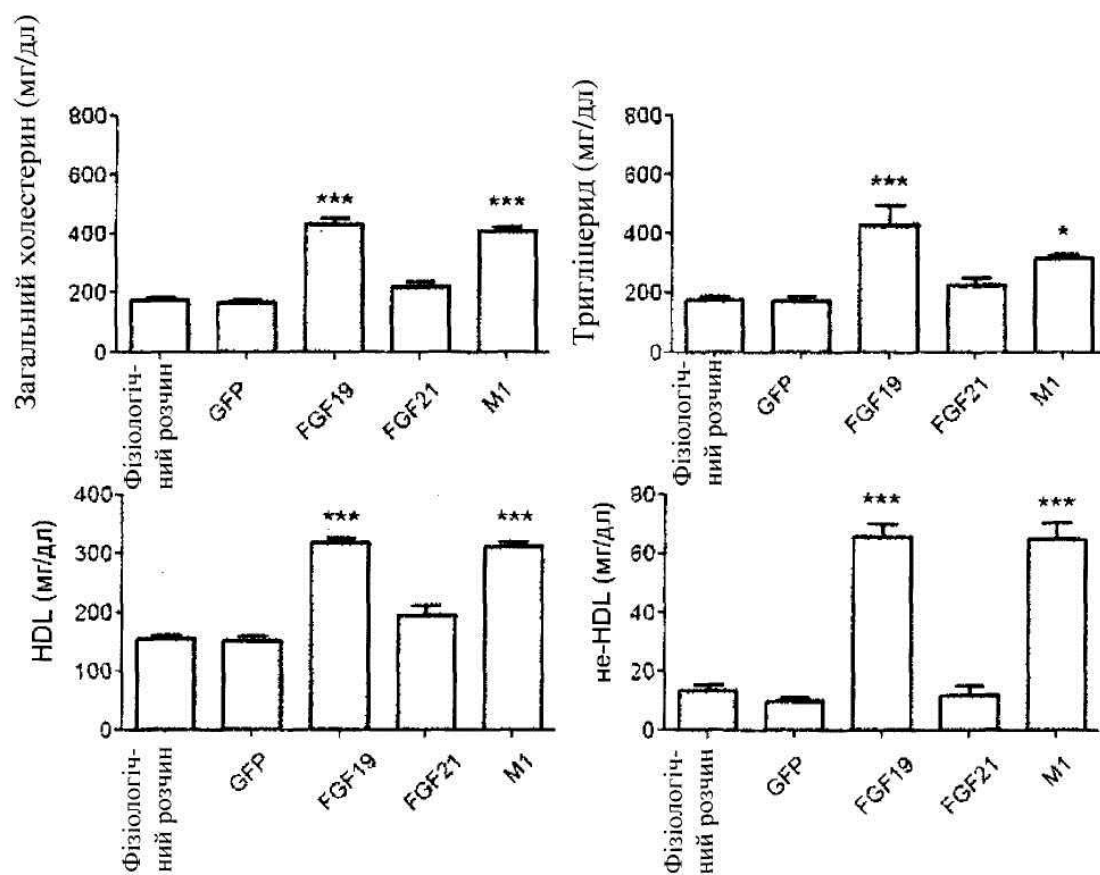 Загальний холестерин (мг/дл)
800
600
400
200
0
***
***
Фізіологіч-
ний розчин
GFP
FGF19
FGF21
M1
Тригліцерид (мг/дл)
800
600
400
200
0
***
*
Фізіологіч-
ний розчин
GFP
FGF19
FGF21
M1
HDL (мг/дл)
400
300
200
100
0
***
***
Фізіологіч-
ний розчин
GFP
FGF19
FGF21
M1
не-HDL (мг/дл)
80
60
40
20
0
***
***
Фізіологіч-
ний розчин
GFP
FGF19
FGF21
M1